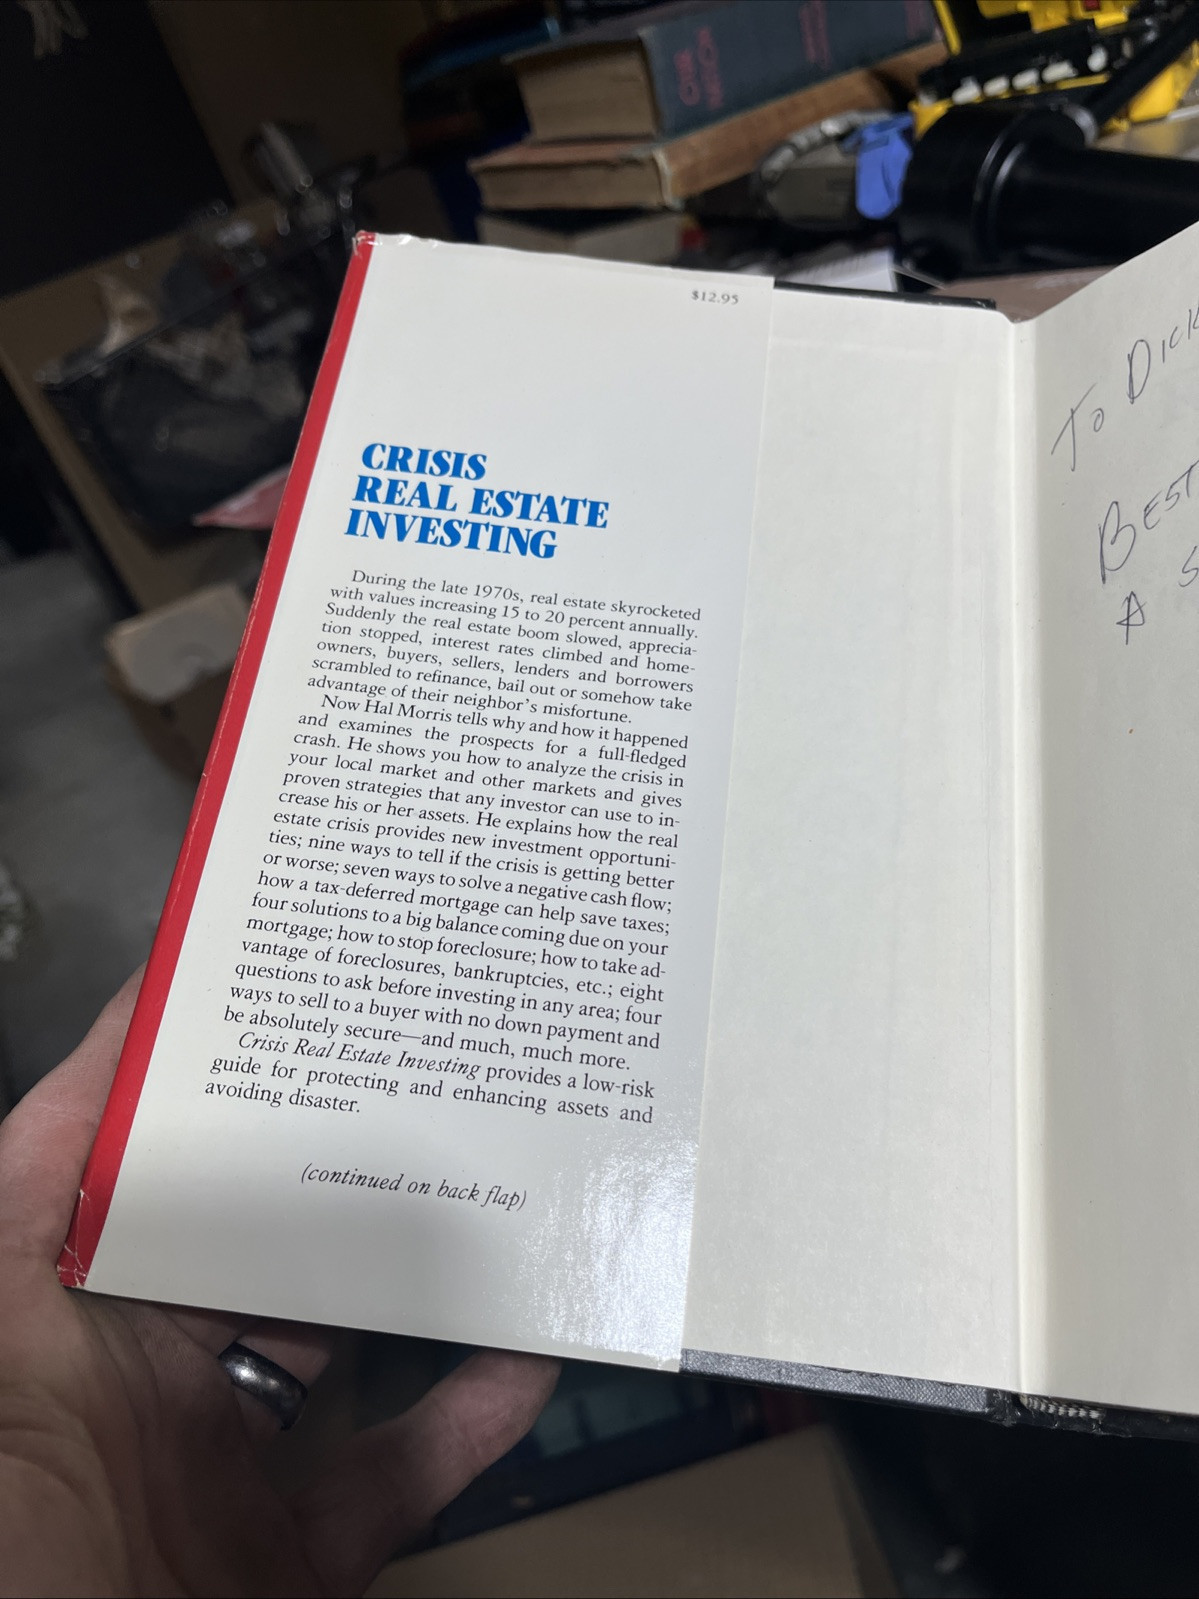 OUR
NATION
$12.95
CRISIS
REAL ESTATE
INVESTING
During the late 1970s, real estate skyrocketed
with values increasing 15 to 20 percent annually.
Suddenly the real estate boom slowed, apprecia-
tion stopped, interest rates climbed and home-
owners, buyers, sellers, lenders and borrowers
scrambled to refinance, bail out or somehow take
advantage of their neighbor's misfortune.
Now Hal Morris tells why and how it happened
and examines the prospects for a full-fledged
crash. He shows you how to analyze the crisis in
your local market and other markets and gives
proven strategies that any investor can use to in-
crease his or her assets. He explains how the real
estate crisis provides new investment opportuni-
ties; nine ways to tell if the crisis is getting better
or worse; seven ways to solve a negative cash flow;
how a tax-deferred mortgage can help save taxes;
four solutions to a big balance coming due on your
mortgage; how to stop foreclosure; how to take ad-
vantage of foreclosures, bankruptcies, etc.; eight
questions to ask before investing in any area; four
ways to sell to a buyer with no down payment and
be absolutely secure—and much, much more.
Crisis Real Estate Investing provides a low-risk
guide for protecting and enhancing assets and
avoiding disaster.
(continued on back flap)
To Dick
BEST
A S